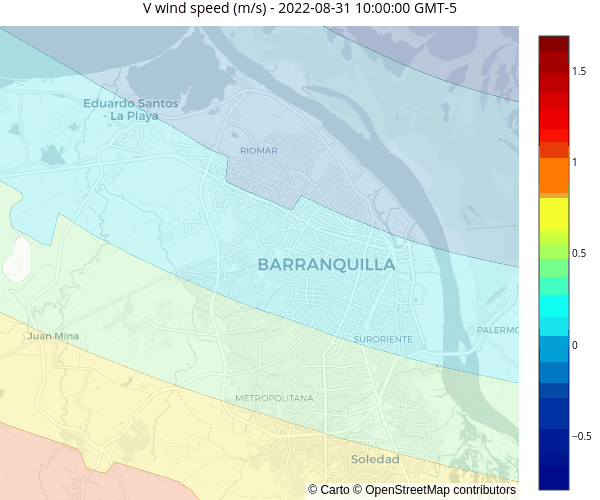 V wind speed (m/s) - 2022-08-31 10:00:00 GMT-5
Eduardo Santos
- La Playa
RIOMAR
BARRANQUILLA
SURORIENTE
PALERMO
Juan Mina
METROPOLITANA
Soledad
© Carto © OpenStreetMap contributors
1.5
1
0.5
0
−0.5